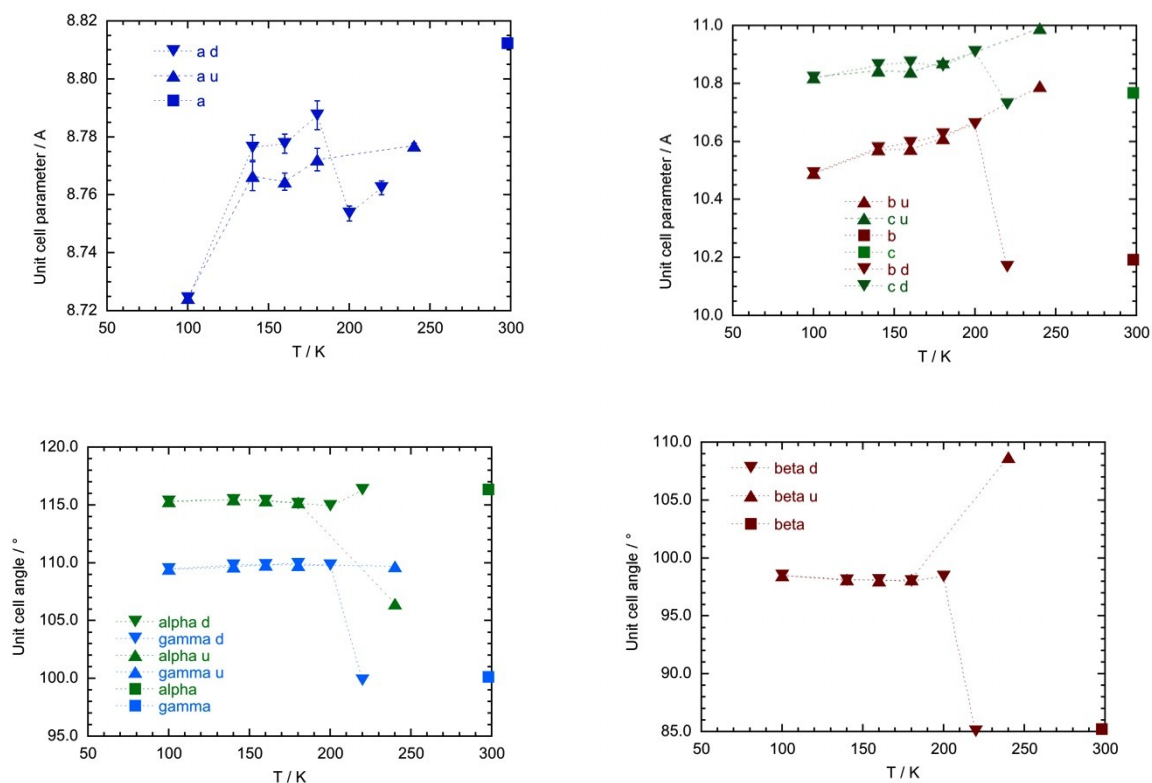 8.82
8.80
8.78
8.76
8.74
8.72
Unit cell parameter / A
a d
a u
a
50 100 150 200 250 300
T / K
11.0
10.8
10.6
10.4
10.2
10.0
Unit cell parameter / A
b u
c u
b
c
b d
c d
50 100 150 200 250 300
T / K
120.0
115.0
110.0
105.0
100.0
95.0
Unit cell angle / °
alpha d
gamma d
alpha u
gamma u
alpha
gamma
50 100 150 200 250 300
T / K
110.0
105.0
100.0
95.0
90.0
85.0
Unit cell angle / °
beta d
beta u
beta
50 100 150 200 250 300
T / K